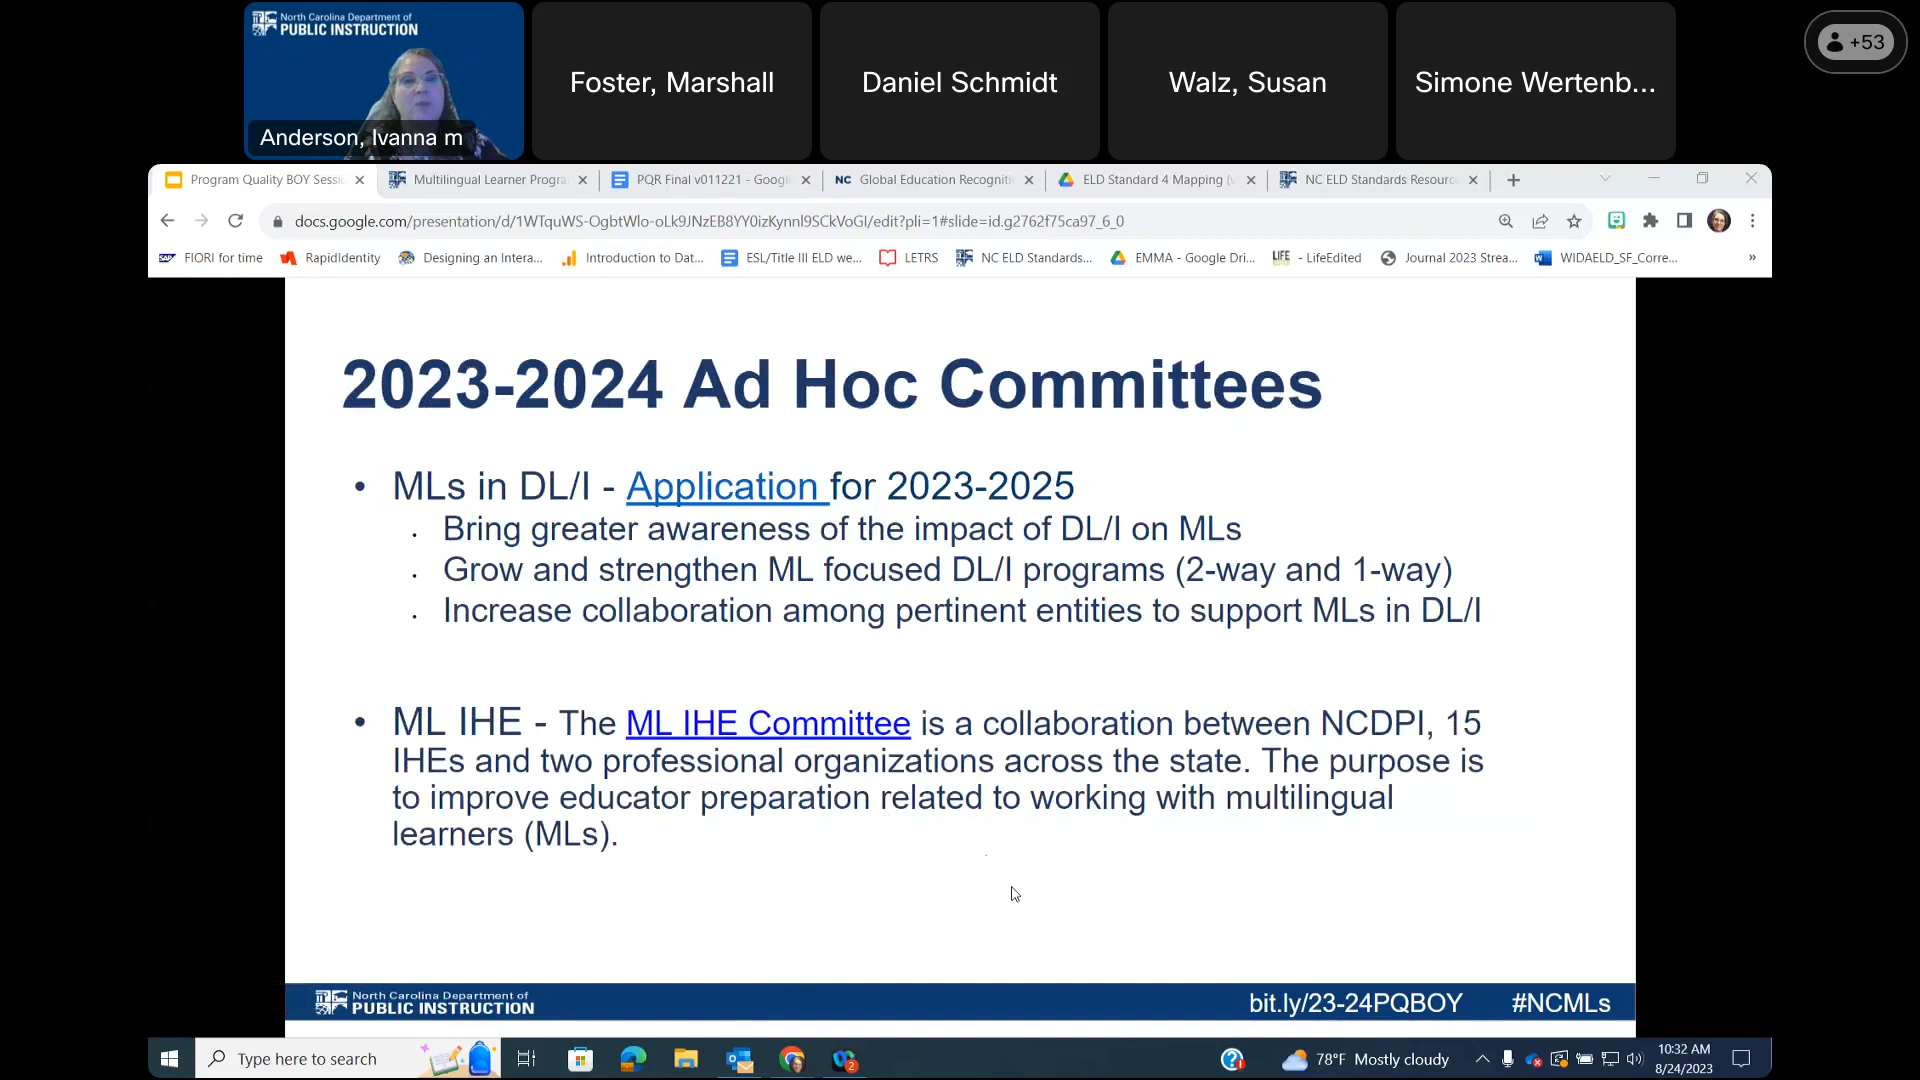 North Carolina Department of
PUBLIC INSTRUCTION
Anderson, Ivanna m
Foster, Marshall
Daniel Schmidt
Walz, Susan
Simone Wertenb...
+53
Program Quality BOY Sessi
Multilingual Learner Progra
PQR Final v011221 - Googl
NC Global Education Recogniti
ELD Standard 4 Mapping (
NC ELD Standards Resourc
docs.google.com/presentation/d/1WTquWS-OgbtWlo-oLk9JNzEB8YY0izKynnl9SCkVoGI/edit?pli=1#slide=id.g2762f75ca97_6_0
SAP FIORI for time
RapidIdentity
Designing an Intera...
Introduction to Dat...
ESL/Title III ELD we...
LETRS
NC ELD Standards...
EMMA - Google Dri...
LIFE - LifeEdited
Journal 2023 Strea...
WIDAELD_SF_Corre...
»
2023-2024 Ad Hoc Committees
• MLs in DL/I - Application for 2023-2025
• Bring greater awareness of the impact of DL/I on MLs
• Grow and strengthen ML focused DL/I programs (2-way and 1-way)
• Increase collaboration among pertinent entities to support MLs in DL/I
• ML IHE - The ML IHE Committee is a collaboration between NCDPI, 15
IHEs and two professional organizations across the state. The purpose is
to improve educator preparation related to working with multilingual
learners (MLs).
North Carolina Department of
PUBLIC INSTRUCTION
bit.ly/23-24PQBOY
#NCMLs
Type here to search
2
78°F Mostly cloudy
10:32 AM
8/24/2023